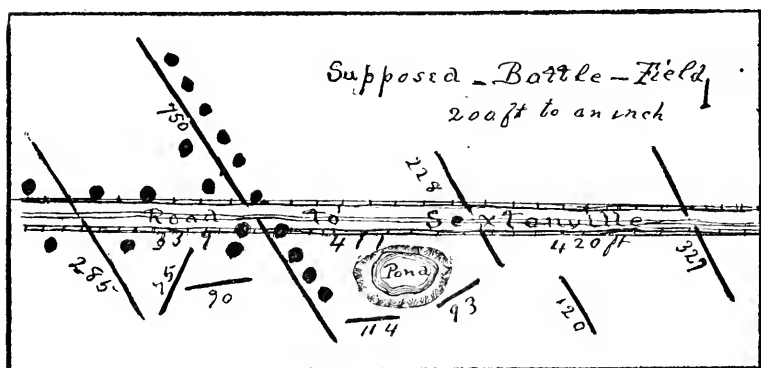 Supposed - Battle - Field
200 ft to an inch
750
228
Road to Sextonville
337
411
420 ft
327
285
75
90
Pond
114
93
120